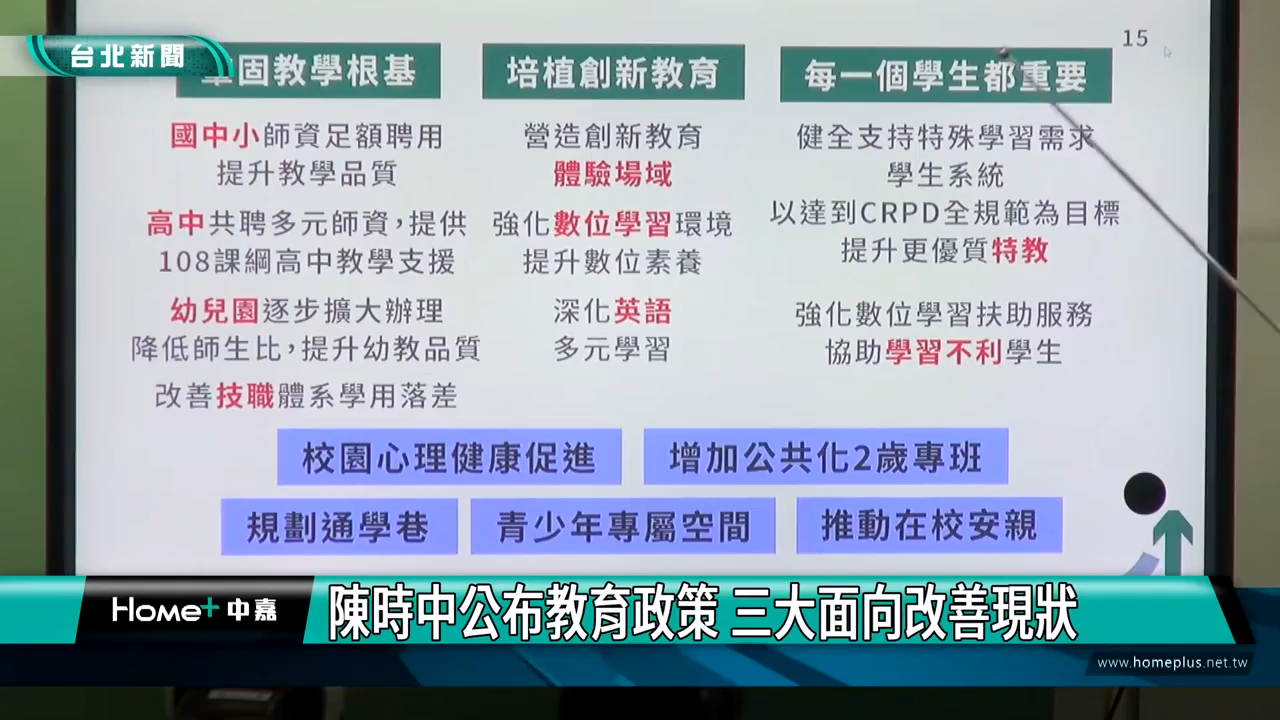 台北新聞
15
固教學根基
國中小師資足額聘用
提升教學品質
高中共聘多元師資,提供
108課綱高中教學支援
幼兒園逐步擴大辦理
降低師生比,提升幼教品質
改善技職體系學用落差
培植創新教育
營造創新教育
體驗場域
強化數位學習環境
提升數位素養
深化英語
多元學習
每一個學生都重要
健全支持特殊學習需求
學生系統
以達到CRPD全規範為目標
提升更優質特教
強化數位學習扶助服務
協助學習不利學生
校園心理健康促進
增加公共化2歲專班
規劃通學巷
青少年專屬空間
推動在校安親
Home+中嘉
陳時中公布教育政策 三大面向改善現狀
www.homeplus.net.tw